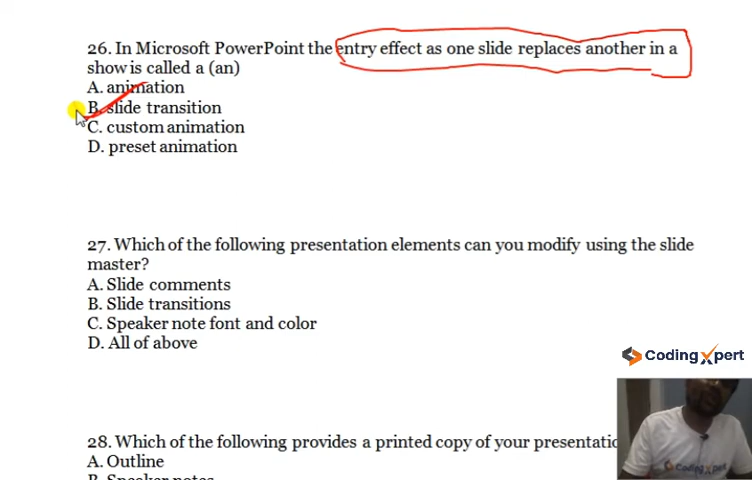 26. In Microsoft PowerPoint the entry effect as one slide replaces another in a
show is called a (an)
A. animation
B. slide transition
C. custom animation
D. preset animation
27. Which of the following presentation elements can you modify using the slide
master?
A. Slide comments
B. Slide transitions
C. Speaker note font and color
D. All of above
Coding Xpert
28. Which of the following provides a printed copy of your
A. Outline
B. Speaker notes
CodingXpert